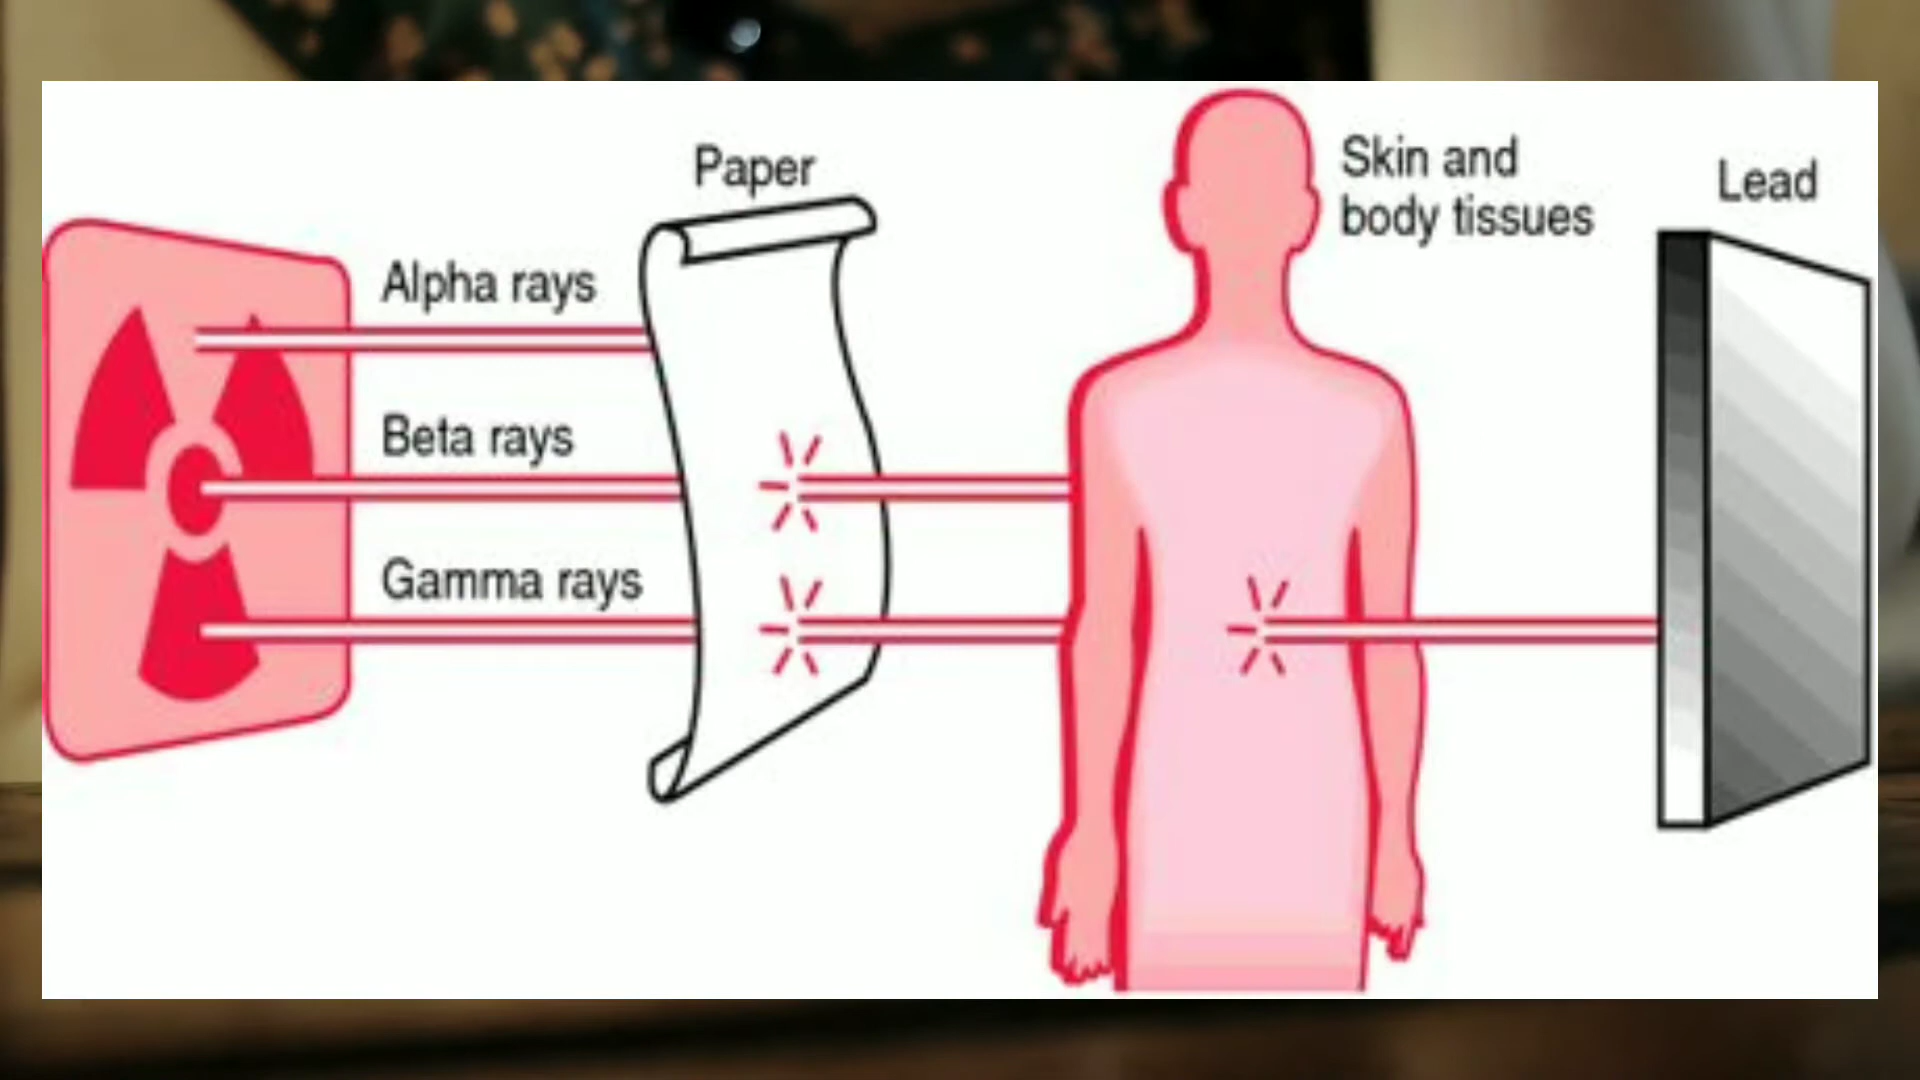 Paper
Skin and
body tissues
Lead
Alpha rays
Beta rays
Gamma rays